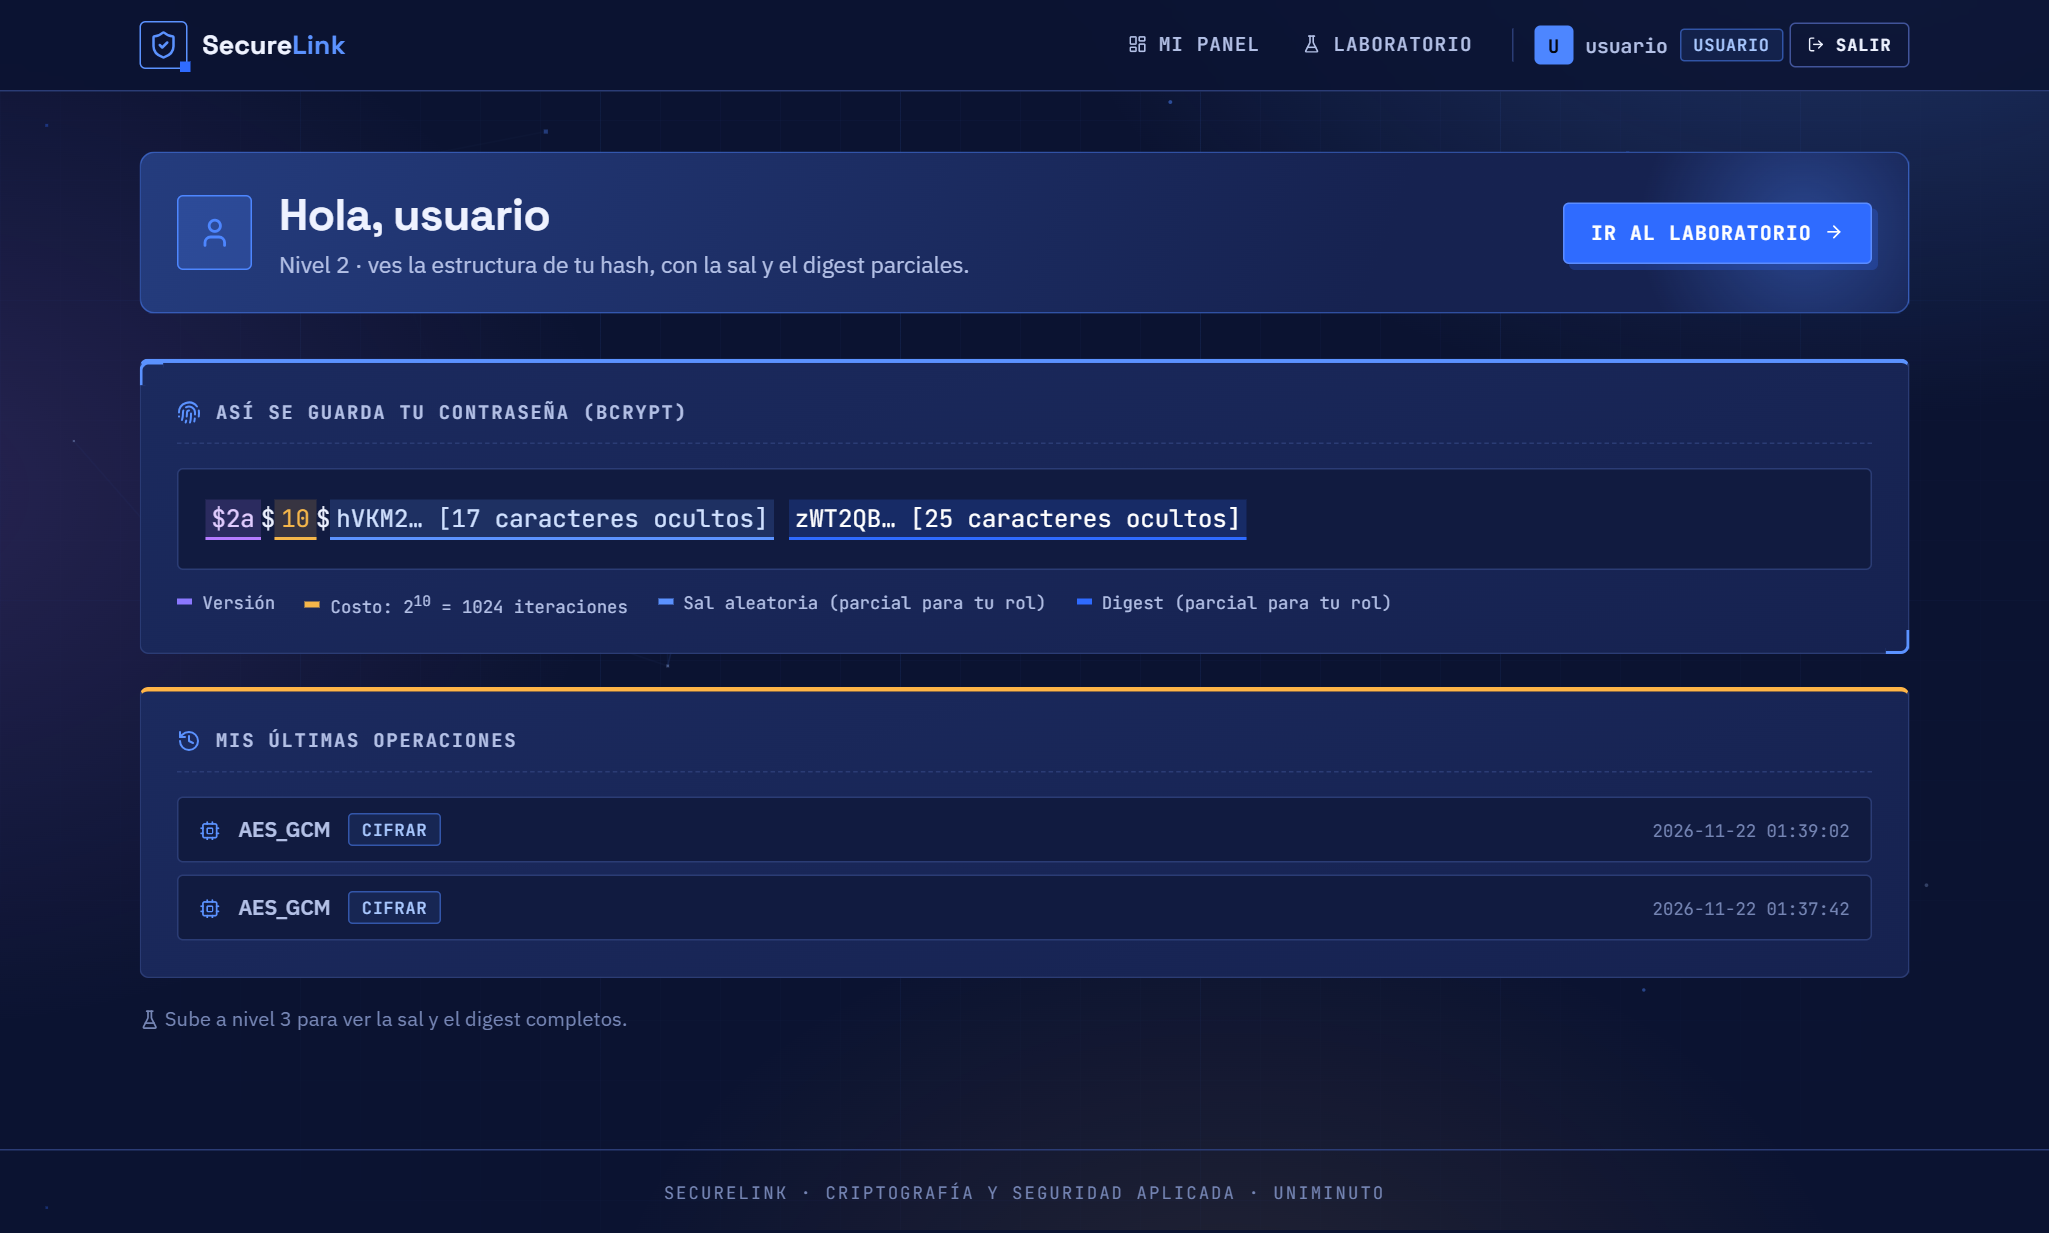 SecureLink
MI PANEL
LABORATORIO
U
usuario
USUARIO
SALIR
Hola, usuario
Nivel 2 · ves la estructura de tu hash, con la sal y el digest parciales.
IR AL LABORATORIO →
ASÍ SE GUARDA TU CONTRASEÑA (BCRYPT)
$2a$10$hVKM2… [17 caracteres ocultos] zWT2QB… [25 caracteres ocultos]
Versión
Costo: 2¹⁰ = 1024 iteraciones
Sal aleatoria (parcial para tu rol)
Digest (parcial para tu rol)
MIS ÚLTIMAS OPERACIONES
AES_GCM CIFRAR 2026-11-22 01:39:02
AES_GCM CIFRAR 2026-11-22 01:37:42
Sube a nivel 3 para ver la sal y el digest completos.
SECURELINK · CRIPTOGRAFÍA Y SEGURIDAD APLICADA · UNIMINUTO